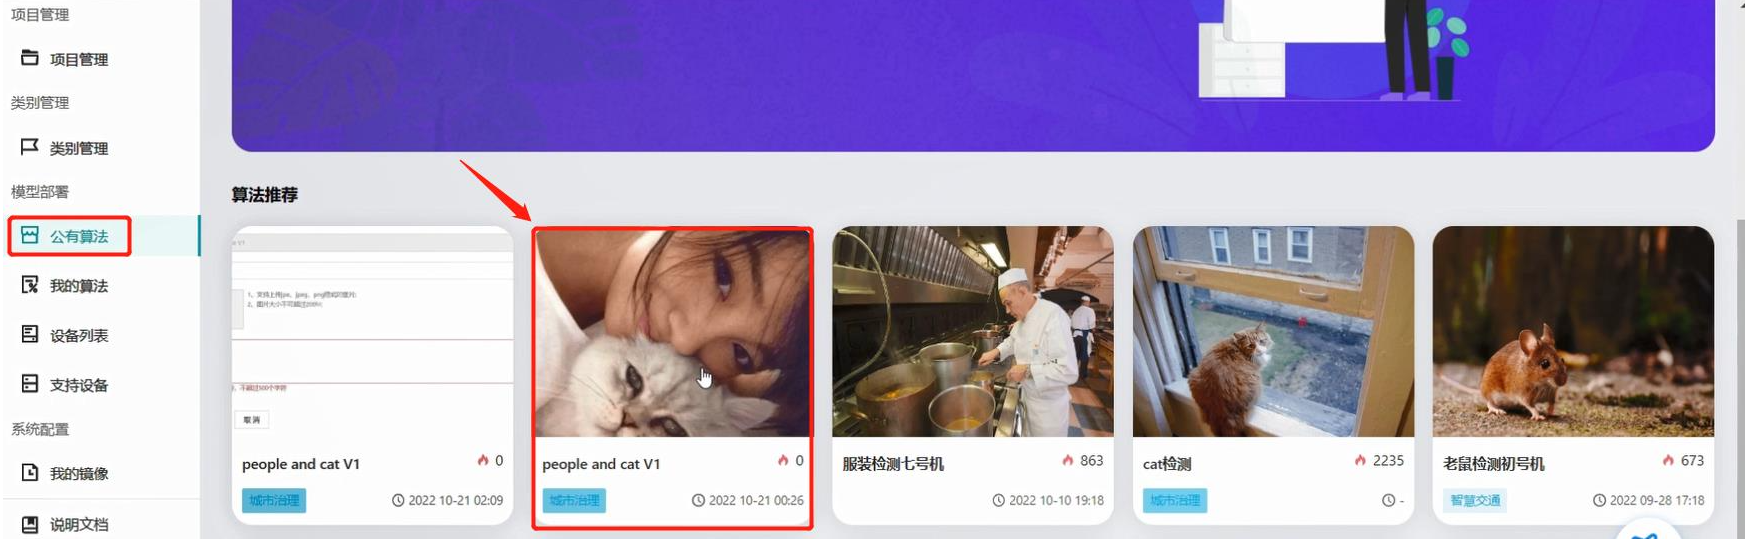 项目管理
项目管理
类别管理
类别管理
模型部署
公有算法
我的算法
设备列表
支持设备
系统配置
我的镜像
说明文档
算法推荐
取消
people and cat V1
0
城市治理
2022 10-21 02:09
people and cat V1
0
城市治理
2022 10-21 00:26
服装检测七号机
863
2022 10-10 19:18
cat检测
2235
城市治理
-
老鼠检测初号机
673
智慧交通
2022 09-28 17:18